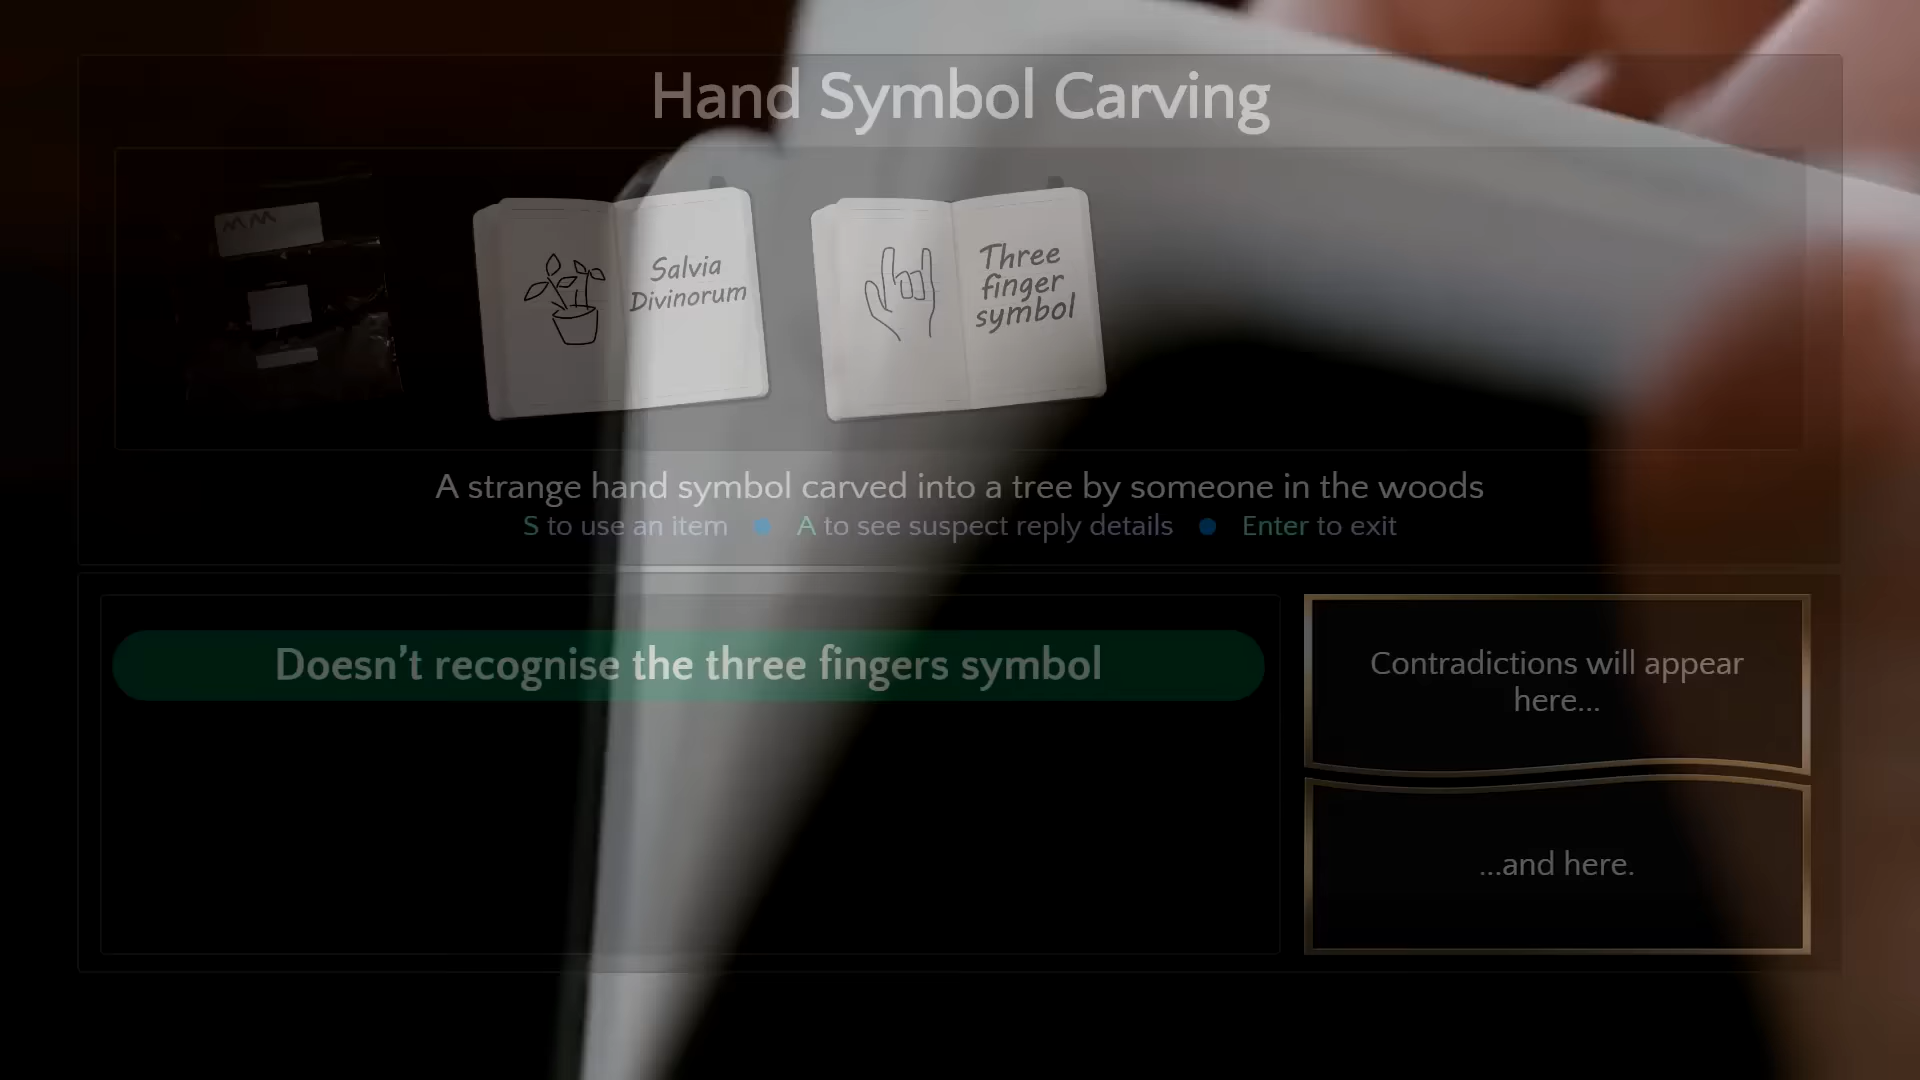 Hand Symbol Carving
MM
Salvia
Divinorum
Three
finger
symbol
A strange hand symbol carved into a tree by someone in the woods
S to use an item A to see suspect reply details Enter to exit
Doesn't recognise the three fingers symbol
Contradictions will appear
here...
...and here.